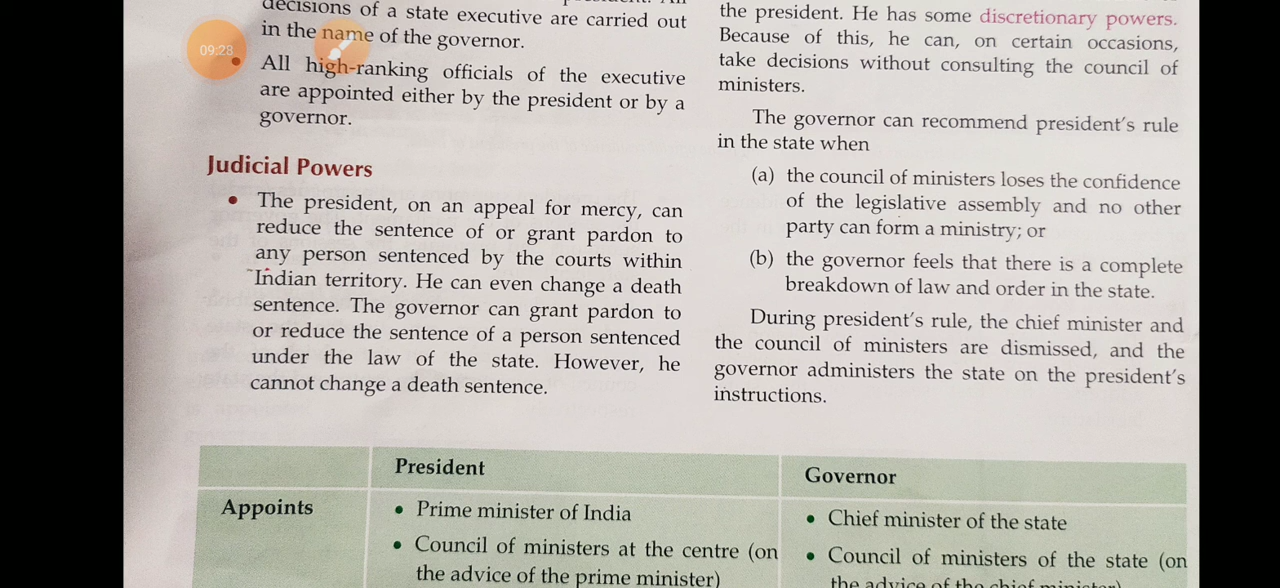 decisions of a state executive are carried out
in the name of the governor.
• All high-ranking officials of the executive
are appointed either by the president or by a
governor.
Judicial Powers
• The president, on an appeal for mercy, can
reduce the sentence of or grant pardon to
any person sentenced by the courts within
Indian territory. He can even change a death
sentence. The governor can grant pardon to
or reduce the sentence of a person sentenced
under the law of the state. However, he
cannot change a death sentence.
the president. He has some discretionary powers.
Because of this, he can, on certain occasions,
take decisions without consulting the council of
ministers.
The governor can recommend president's rule
in the state when
(a) the council of ministers loses the confidence
of the legislative assembly and no other
party can form a ministry; or
(b) the governor feels that there is a complete
breakdown of law and order in the state.
During president's rule, the chief minister and
the council of ministers are dismissed, and the
governor administers the state on the president's
instructions.
President
Governor
Appoints
• Prime minister of India
• Council of ministers at the centre (on
the advice of the prime minister)
• Chief minister of the state
• Council of ministers of the state (on
the advice of the chief minister)
09:28